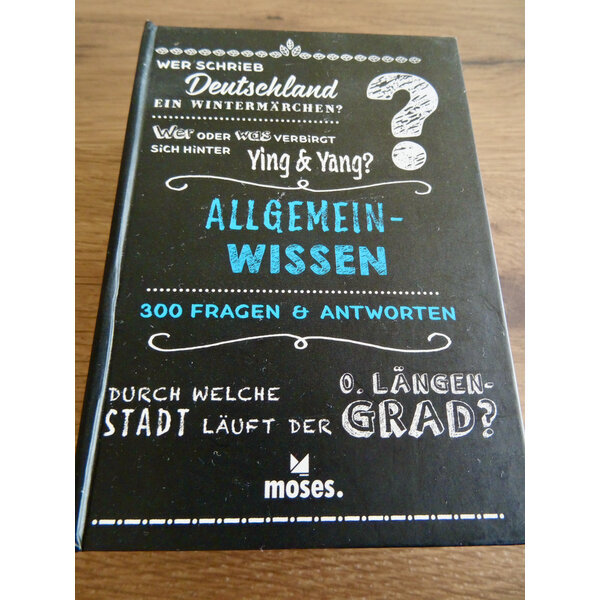 WER SCHRIEB
Deutschland
EIN WINTERMÄRCHEN?
Wer ODER was VERBIRGT
SICH HINTER Ying & Yang?
?
ALLGEMEIN-
WISSEN
300 FRAGEN & ANTWORTEN
DURCH WELCHE 0. LÄNGEN-
STADT LÄUFT DER GRAD?
moses.